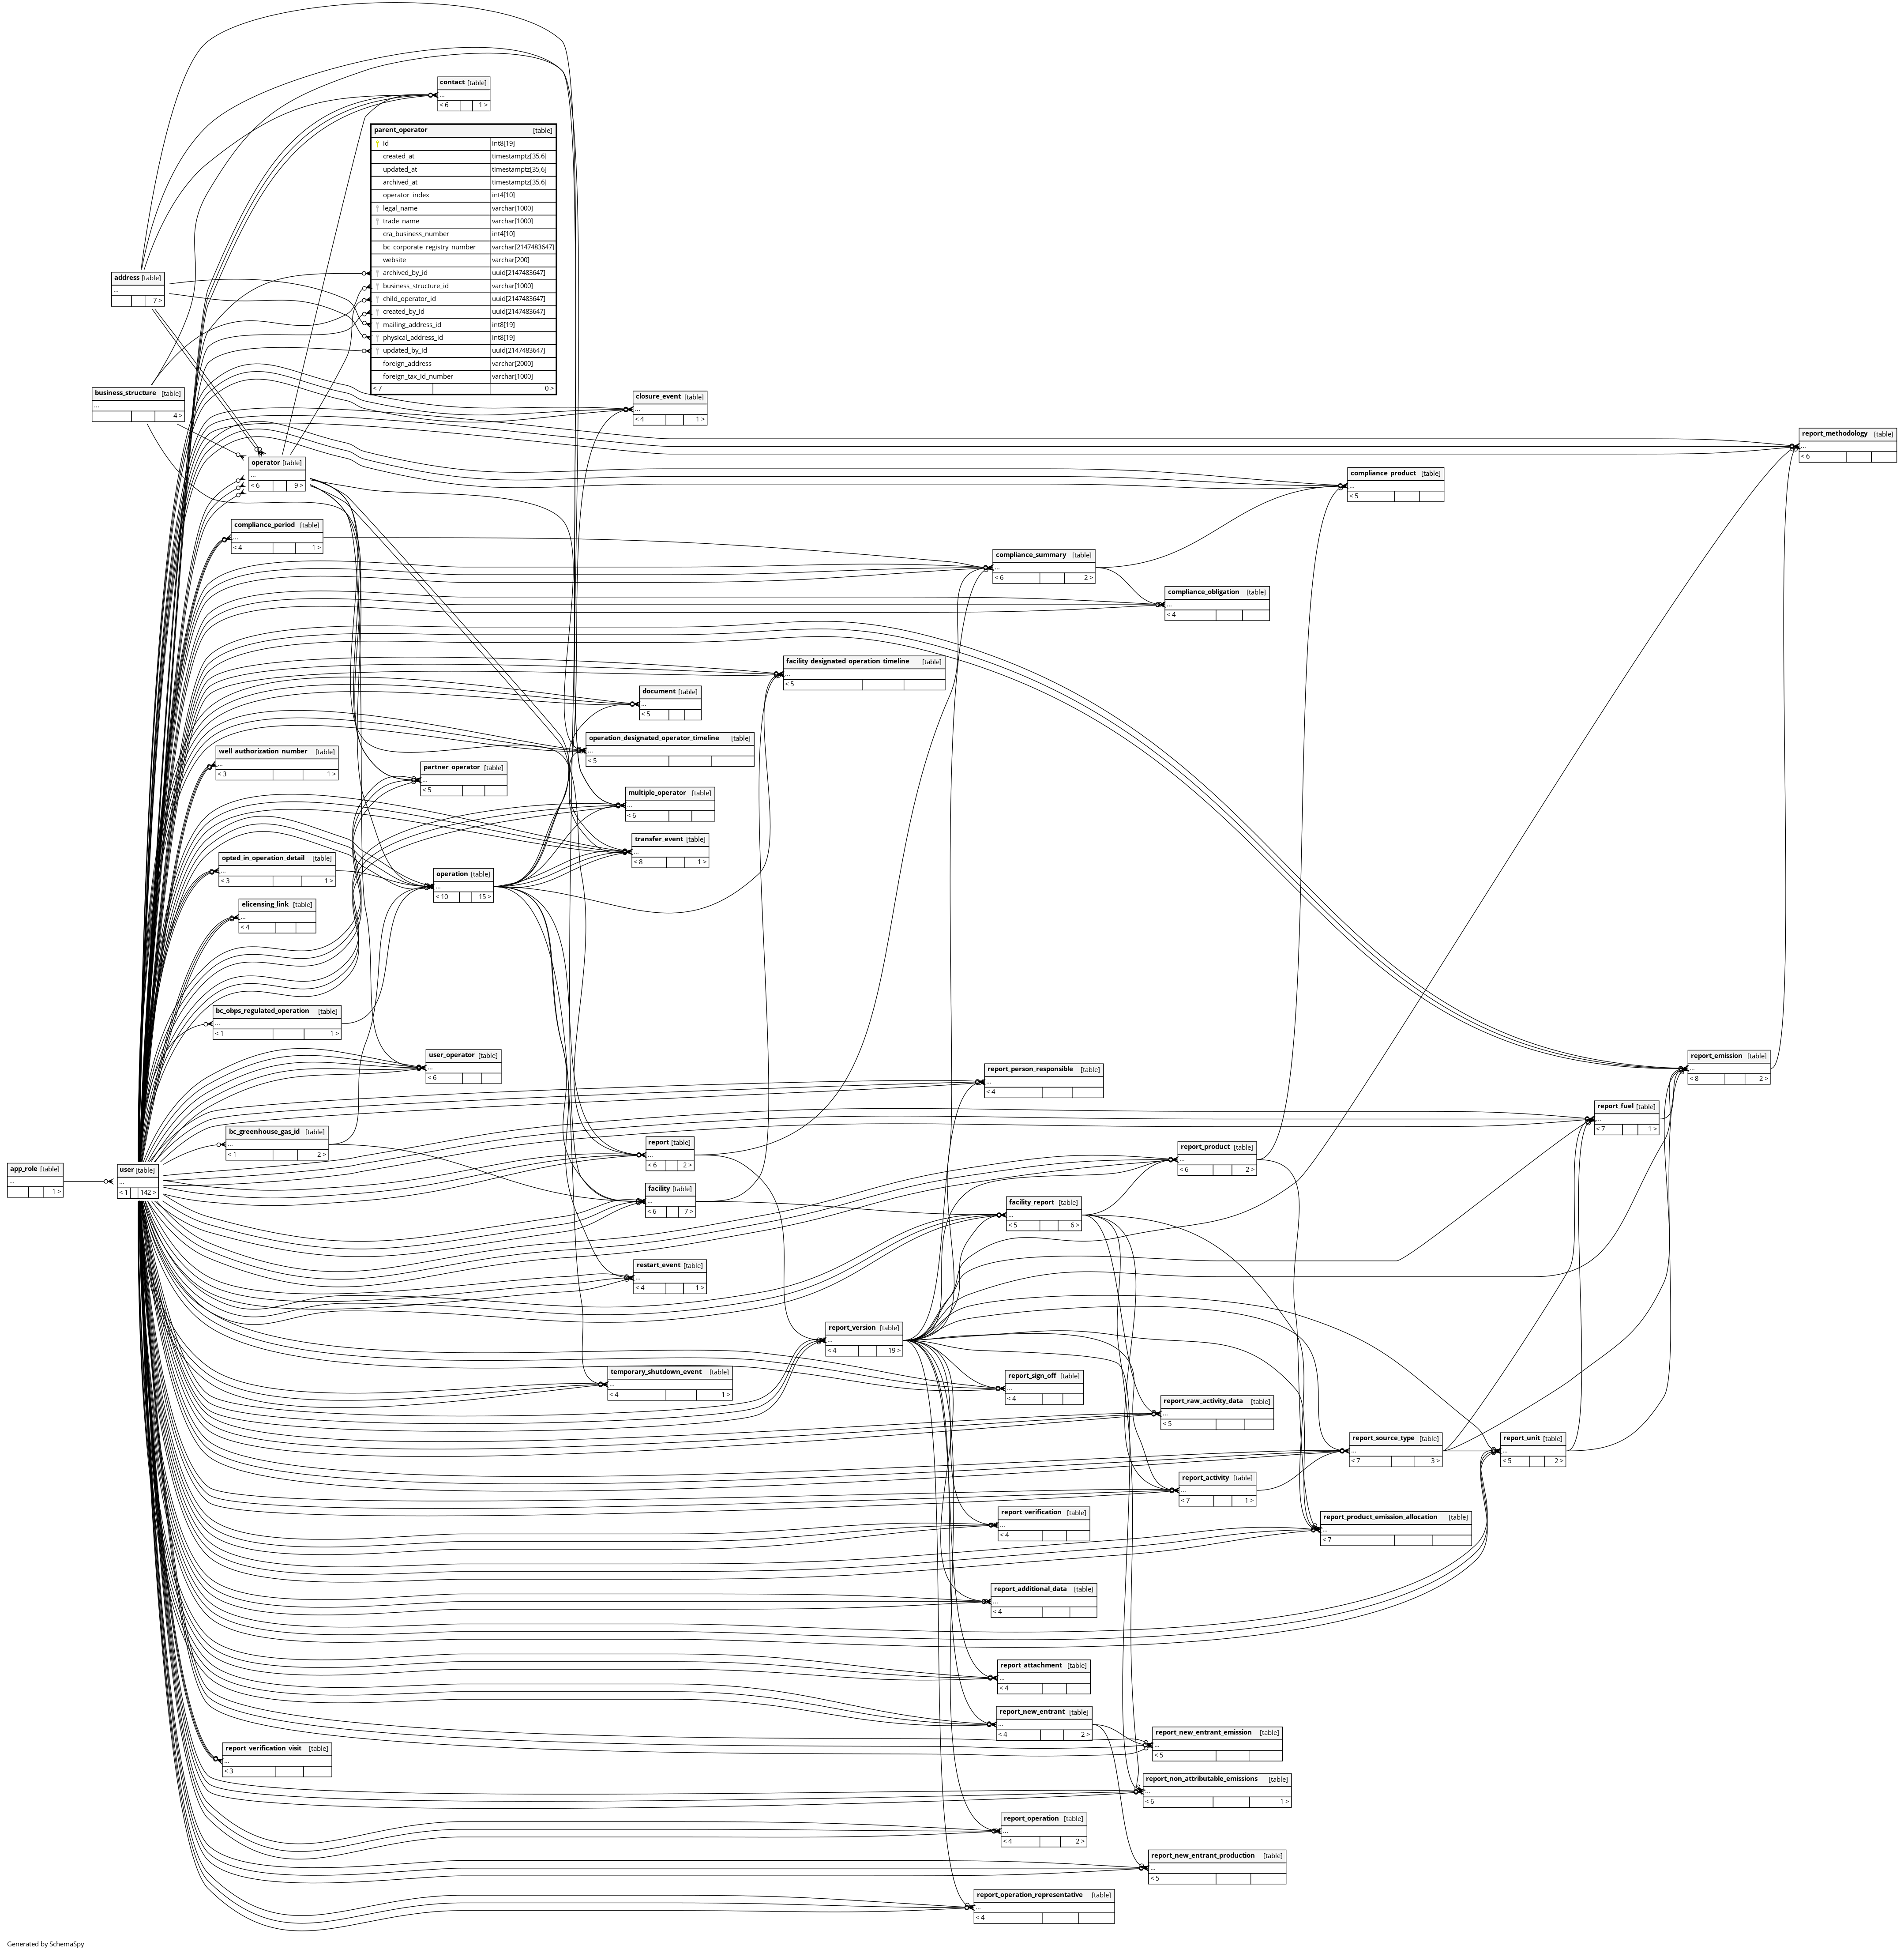 contact [table]
...
< 6 1 >
parent_operator [table]
id int8[19]
created_at timestamptz[35,6]
updated_at timestamptz[35,6]
archived_at timestamptz[35,6]
operator_index int4[10]
legal_name varchar[1000]
trade_name varchar[1000]
cra_business_number int4[10]
bc_corporate_registry_number varchar[2147483647]
website varchar[200]
archived_by_id uuid[2147483647]
business_structure_id varchar[1000]
child_operator_id uuid[2147483647]
created_by_id uuid[2147483647]
mailing_address_id int8[19]
physical_address_id int8[19]
updated_by_id uuid[2147483647]
foreign_address varchar[2000]
foreign_tax_id_number varchar[1000]
< 7 0 >
address [table]
...
7 >
business_structure [table]
...
4 >
closure_event [table]
...
< 4 1 >
report_methodology [table]
...
< 6
operator [table]
...
< 6 9 >
compliance_product [table]
...
< 5
compliance_period [table]
...
< 4 1 >
compliance_summary [table]
...
< 6 2 >
compliance_obligation [table]
...
< 4
facility_designated_operation_timeline [table]
...
< 5
document [table]
...
< 5
operation_designated_operator_timeline [table]
...
< 5
well_authorization_number [table]
...
< 3 1 >
partner_operator [table]
...
< 5
multiple_operator [table]
...
< 6
transfer_event [table]
...
< 8 1 >
opted_in_operation_detail [table]
...
< 3 1 >
operation [table]
...
< 10 15 >
elicensing_link [table]
...
< 4
bc_obps_regulated_operation [table]
...
< 1 1 >
user_operator [table]
...
< 6
report_emission [table]
...
< 8 2 >
report_person_responsible [table]
...
< 4
report_fuel [table]
...
< 7 1 >
bc_greenhouse_gas_id [table]
...
< 1 2 >
report [table]
...
< 6 2 >
report_product [table]
...
< 6 2 >
app_role [table]
...
1 >
user [table]
...
< 1 142 >
facility [table]
...
< 6 7 >
facility_report [table]
...
< 5 6 >
restart_event [table]
...
< 4 1 >
report_version [table]
...
< 4 19 >
temporary_shutdown_event [table]
...
< 4 1 >
report_sign_off [table]
...
< 4
report_raw_activity_data [table]
...
< 5
report_source_type [table]
...
< 7 3 >
report_unit [table]
...
< 5 2 >
report_activity [table]
...
< 7 1 >
report_verification [table]
...
< 4
report_product_emission_allocation [table]
...
< 7
report_additional_data [table]
...
< 4
report_attachment [table]
...
< 4
report_new_entrant [table]
...
< 4 2 >
report_new_entrant_emission [table]
...
< 5
report_verification_visit [table]
...
< 3
report_non_attributable_emissions [table]
...
< 6 1 >
report_operation [table]
...
< 4 2 >
report_new_entrant_production [table]
...
< 5
report_operation_representative [table]
...
< 4
Generated by SchemaSpy